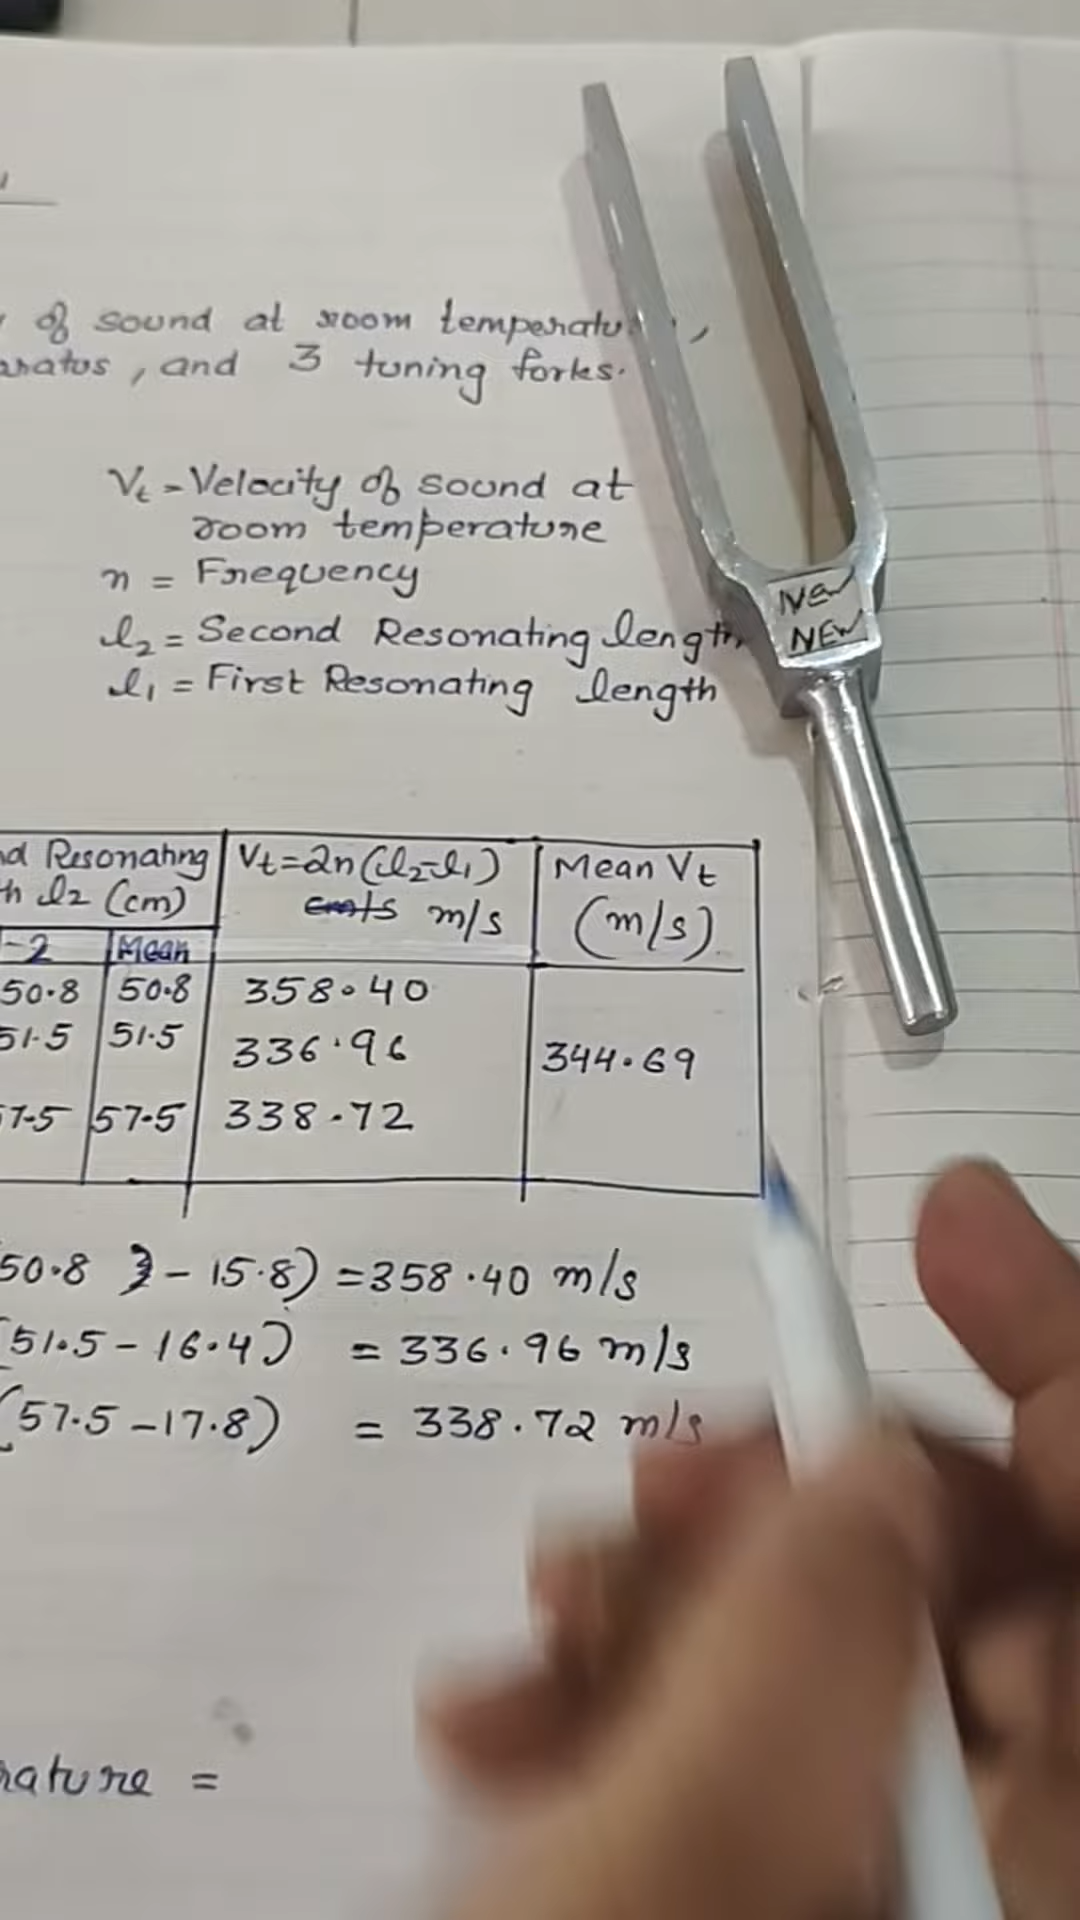 of sound at room temperatu
aratus, and 3 tuning forks.
Vt - Velocity of sound at
room temperature
n = Frequency
l2 = Second Resonating length
l1 = First Resonating length
nd Resonating
h l2 (cm)
Vt=2n(l2-l1)
cm/s m/s
Mean Vt
(m/s)
-2 Mean
50.8 50.8 358.40
51.5 51.5 336.96 344.69
57.5 57.5 338.72
50.8 - 15.8) = 358.40 m/s
(51.5 - 16.4) = 336.96 m/s
(57.5 - 17.8) = 338.72 m/s
rature =
NEW
NEW